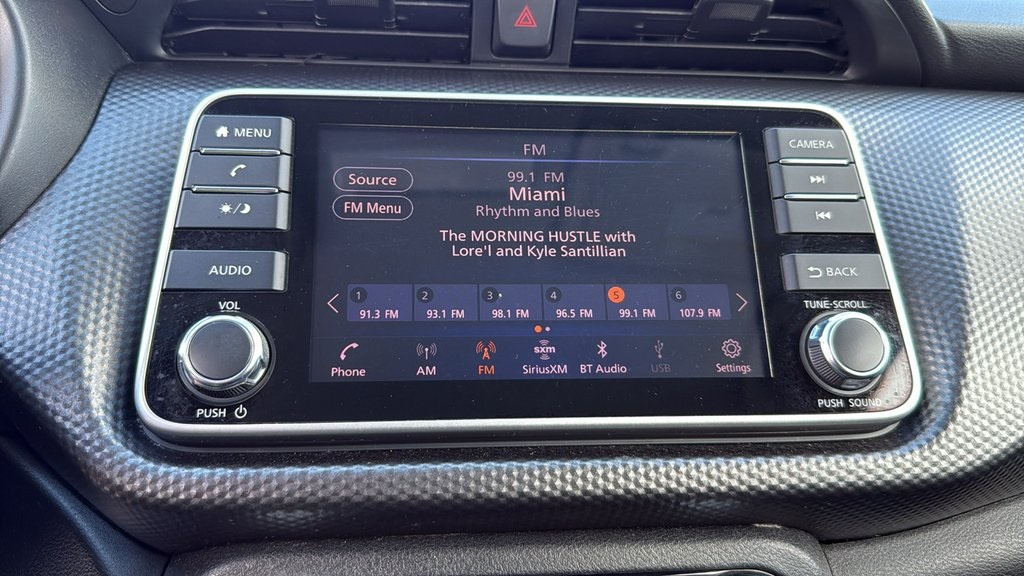 MENU
AUDIO
VOL
PUSH
FM
Source
FM Menu
99.1 FM
Miami
Rhythm and Blues
The MORNING HUSTLE with
Lore'l and Kyle Santillian
1 2 3 4 5 6
91.3 FM 93.1 FM 98.1 FM 96.5 FM 99.1 FM 107.9 FM
sxm
Phone AM FM SiriusXM BT Audio USB Settings
CAMERA
BACK
TUNE-SCROLL
PUSH SOUND